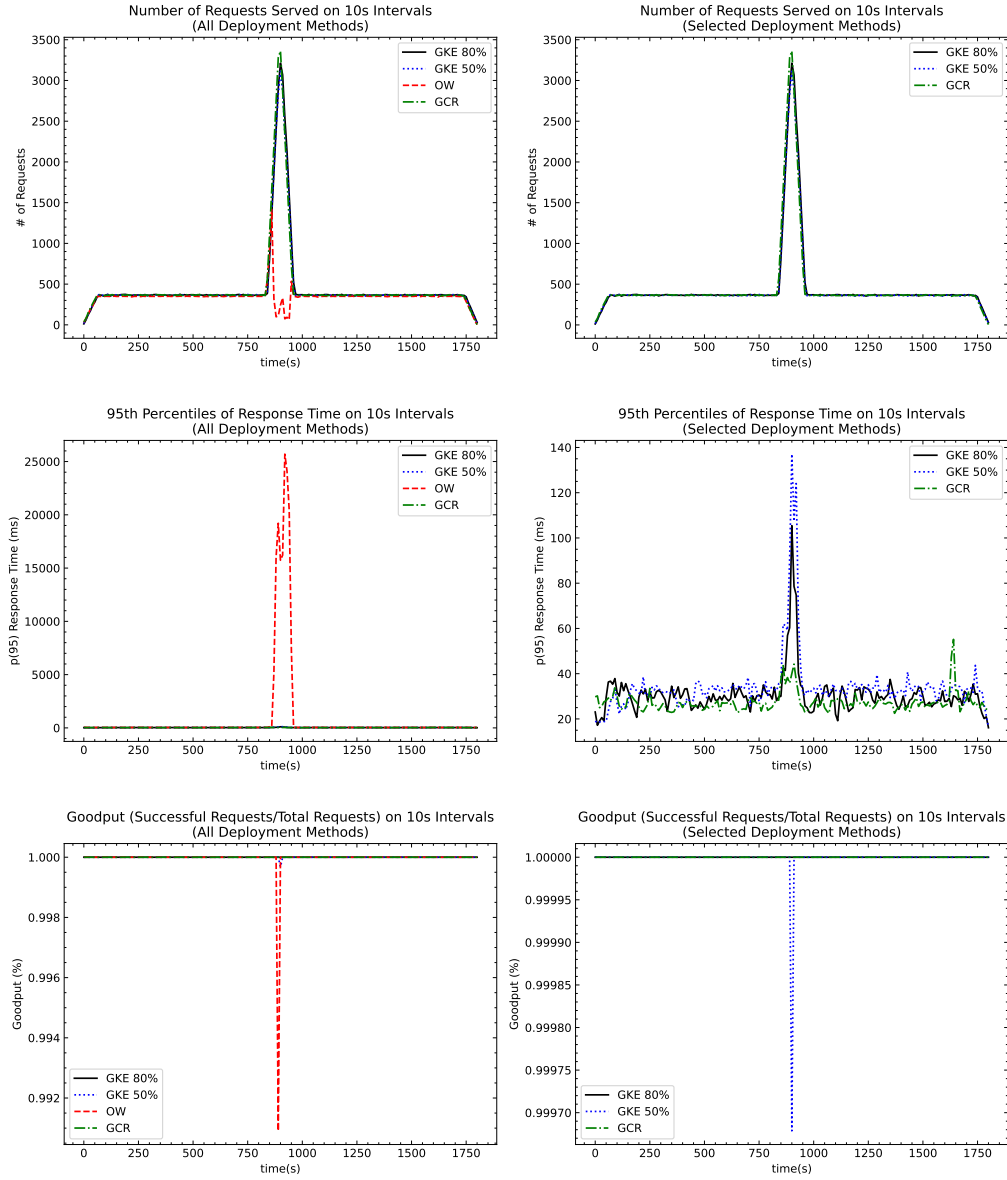 Number of Requests Served on 10s Intervals
(All Deployment Methods)
3500
3000
2500
2000
1500
1000
500
0
# of Requests
GKE 80%
GKE 50%
OW
GCR
0 250 500 750 1000 1250 1500 1750
time(s)
Number of Requests Served on 10s Intervals
(Selected Deployment Methods)
3500
3000
2500
2000
1500
1000
500
0
# of Requests
GKE 80%
GKE 50%
GCR
0 250 500 750 1000 1250 1500 1750
time(s)
95th Percentiles of Response Time on 10s Intervals
(All Deployment Methods)
25000
20000
15000
10000
5000
0
p(95) Response Time (ms)
GKE 80%
GKE 50%
OW
GCR
0 250 500 750 1000 1250 1500 1750
time(s)
95th Percentiles of Response Time on 10s Intervals
(Selected Deployment Methods)
140
120
100
80
60
40
20
p(95) Response Time (ms)
GKE 80%
GKE 50%
GCR
0 250 500 750 1000 1250 1500 1750
time(s)
Goodput (Successful Requests/Total Requests) on 10s Intervals
(All Deployment Methods)
1.000
0.998
0.996
0.994
0.992
Goodput (%)
GKE 80%
GKE 50%
OW
GCR
0 250 500 750 1000 1250 1500 1750
time(s)
Goodput (Successful Requests/Total Requests) on 10s Intervals
(Selected Deployment Methods)
1.00000
0.99995
0.99990
0.99985
0.99980
0.99975
0.99970
Goodput (%)
GKE 80%
GKE 50%
GCR
0 250 500 750 1000 1250 1500 1750
time(s)